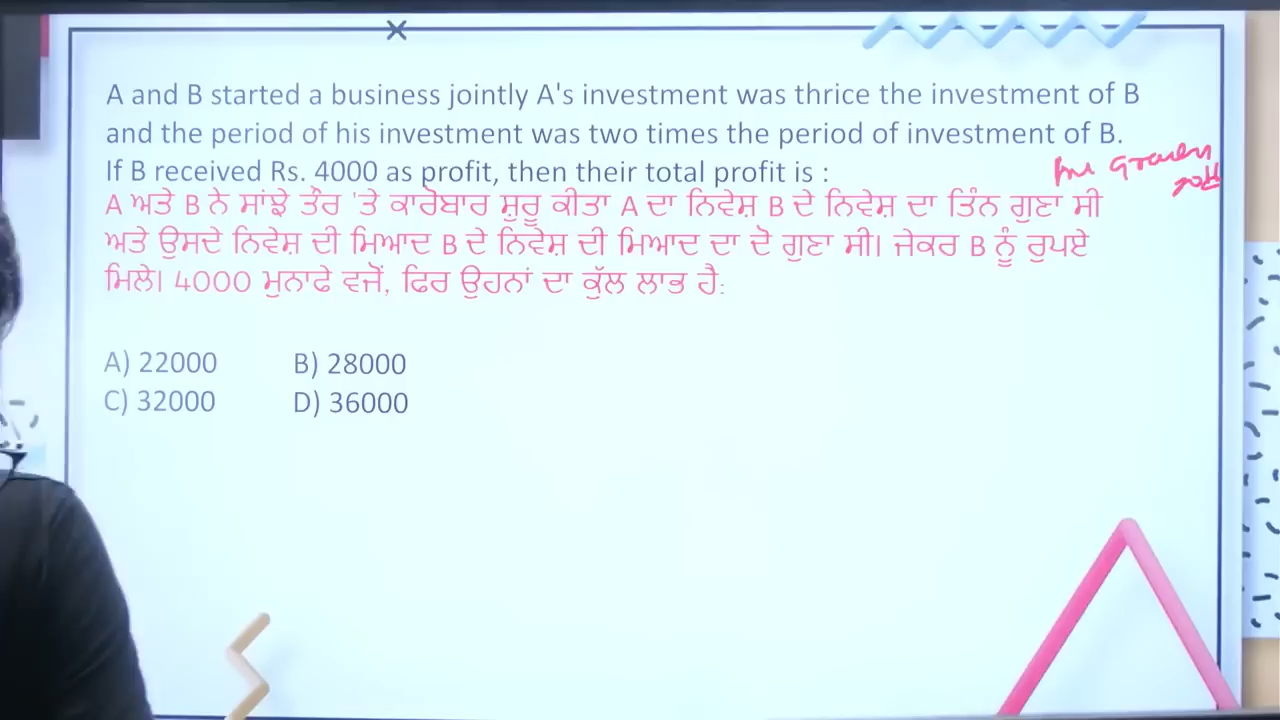 A and B started a business jointly A's investment was thrice the investment of B
and the period of his investment was two times the period of investment of B.
If B received Rs. 4000 as profit, then their total profit is :
A ਅਤੇ B ਨੇ ਸਾਂਝੇ ਤੌਰ 'ਤੇ ਕਾਰੋਬਾਰ ਸ਼ੁਰੂ ਕੀਤਾ A ਦਾ ਨਿਵੇਸ਼ B ਦੇ ਨਿਵੇਸ਼ ਦਾ ਤਿੰਨ ਗੁਣਾ ਸੀ
ਅਤੇ ਉਸਦੇ ਨਿਵੇਸ਼ ਦੀ ਮਿਆਦ B ਦੇ ਨਿਵੇਸ਼ ਦੀ ਮਿਆਦ ਦਾ ਦੋ ਗੁਣਾ ਸੀ। ਜੇਕਰ B ਨੂੰ ਰੁਪਏ
ਮਿਲੇ। 4000 ਮੁਨਾਫੇ ਵਜੋਂ, ਫਿਰ ਉਹਨਾਂ ਦਾ ਕੁੱਲ ਲਾਭ ਹੈ:
A) 22000 B) 28000
C) 32000 D) 36000